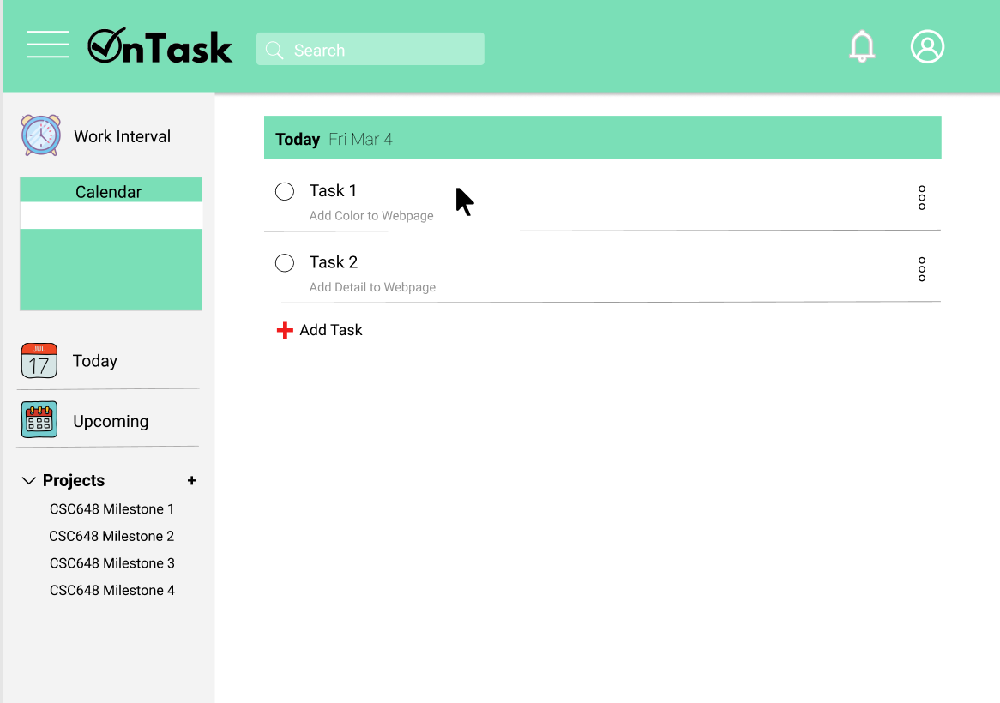 OnTask
Search
Work Interval
Calendar
Today Fri Mar 4
Task 1
Add Color to Webpage
Task 2
Add Detail to Webpage
Add Task
JUL
17
Today
Upcoming
Projects +
CSC648 Milestone 1
CSC648 Milestone 2
CSC648 Milestone 3
CSC648 Milestone 4